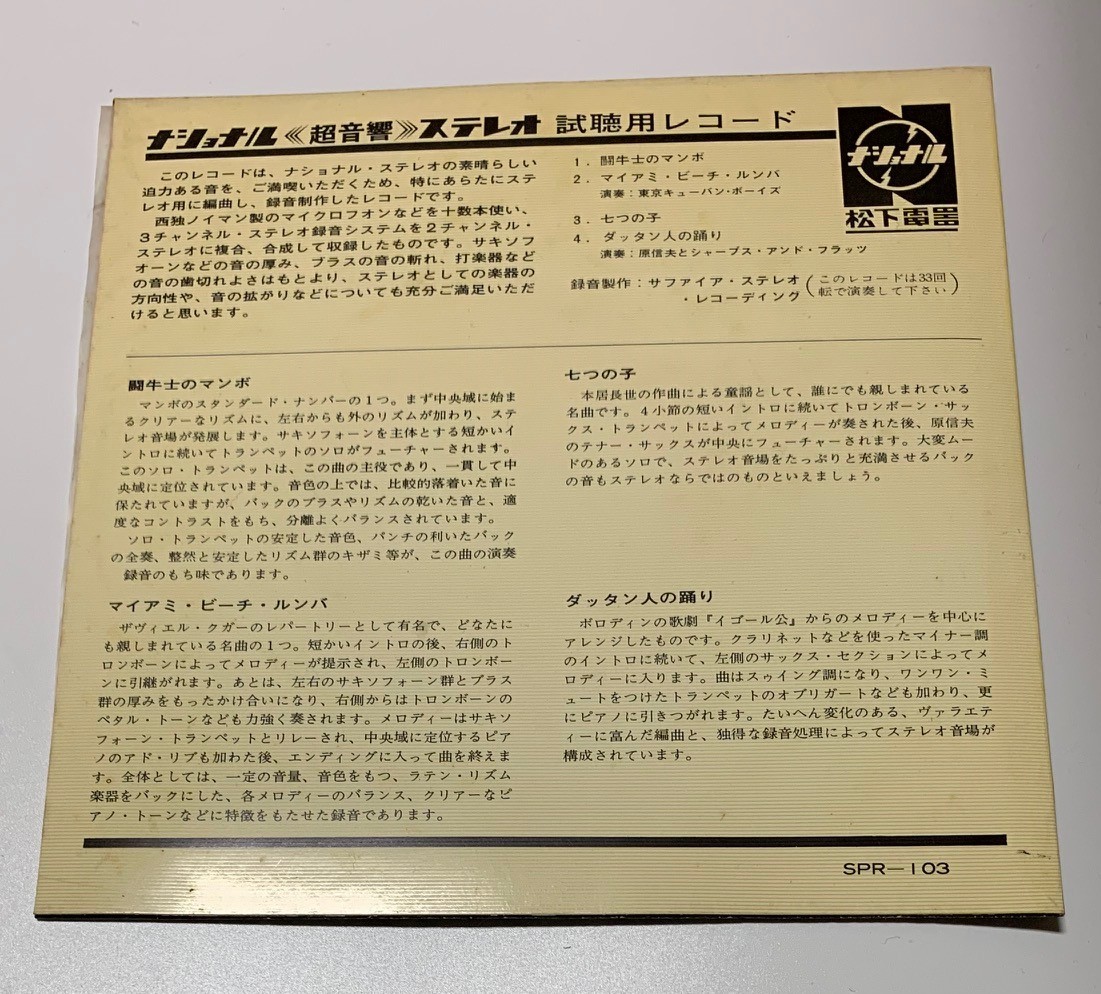 ナショナル《超音響》ステレオ 試聴用レコード
このレコードは、ナショナル・ステレオの素晴らしい
迫力ある音を、ご満喫いただくため、特にあらたにステ
レオ用に編曲し、録音制作したレコードです。
西独ノイマン製のマイクロフオンなどを十数本使い、
3チャンネル・ステレオ録音システムを2チャンネル・
ステレオに複合、合成して収録したものです。サキソフ
オーンなどの音の厚み、ブラスの音の斬れ、打楽器など
の音の歯切れよさはもとより、ステレオとしての楽器の
方向性や、音の拡がりなどについても充分ご満足いただ
けると思います。
1. 闘牛士のマンボ
2. マイアミ・ビーチ・ルンバ
演奏:東京キューバン・ボーイズ
3. 七つの子
4. ダッタン人の踊り
演奏:原信夫とシャープス・アンド・フラッツ
録音製作:サファイア・ステレオ
・レコーディング
(このレコードは33回
転で演奏して下さい)
ナショナル
松下電器
闘牛士のマンボ
マンボのスタンダード・ナンバーの1つ。まず中央域に始ま
るクリアーなリズムに、左右からも外のリズムが加わり、ステ
レオ音場が発展します。サキソフォーンを主体とする短かいイ
ントロに続いてトランペットのソロがフューチャーされます。
このソロ・トランペットは、この曲の主役であり、一貫して中
央域に定位されています。音色の上では、比較的落着いた音に
保たれていますが、バックのブラスやリズムの乾いた音と、適
度なコントラストをもち、分離よくバランスされています。
ソロ・トランペットの安定した音色、パンチの利いたバック
の全奏、整然と安定したリズム群のキザミ等が、この曲の演奏
録音のもち味であります。
マイアミ・ビーチ・ルンバ
ザヴィエル・クガーのレパートリーとして有名で、どなたに
も親しまれている名曲の1つ。短かいイントロの後、右側のト
ロンボーンによってメロディーが提示され、左側のトロンボー
ンに引継がれます。あとは、左右のサキソフォーン群とブラス
群の厚みをもったかけ合いになり、右側からはトロンボーンの
ペタル・トーンなども力強く奏されます。メロディーはサキソ
フォーン・トランペットとリレーされ、中央域に定位するピア
ノのアド・リブも加わた後、エンディングに入って曲を終えま
す。全体としては、一定の音量、音色をもつ、ラテン・リズム
楽器をバックにした、各メロディーのバランス、クリアーなピ
アノ・トーンなどに特徴をもたせた録音であります。
七つの子
本居長世の作曲による童謡として、誰にでも親しまれている
名曲です。4小節の短いイントロに続いてトロンボーン・サッ
クス・トランペットによってメロディーが奏された後、原信夫
のテナー・サックスが中央にフューチャーされます。大変ムー
ドのあるソロで、ステレオ音場をたっぷりと充満させるバック
の音もステレオならではのものといえましょう。
ダッタン人の踊り
ボロディンの歌劇『イゴール公』からのメロディーを中心に
アレンジしたものです。クラリネットなどを使ったマイナー調
のイントロに続いて、左側のサックス・セクションによってメ
ロディーに入ります。曲はスゥイング調になり、ワンワン・ミ
ュートをつけたトランペットのオブリガートなども加わり、更
にピアノに引きつがれます。たいへん変化のある、ヴァラエテ
ィーに富んだ編曲と、独得な録音処理によってステレオ音場が
構成されています。
SPR—103